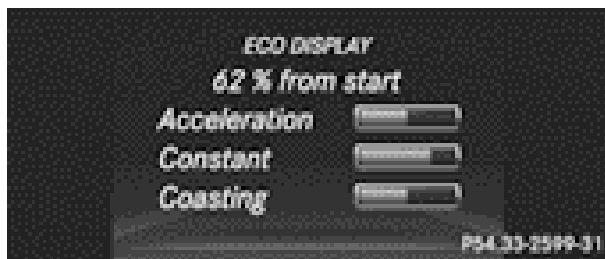 ECO DISPLAY
62 % from start
Acceleration
Constant
Coasting
P54.33-2599-31